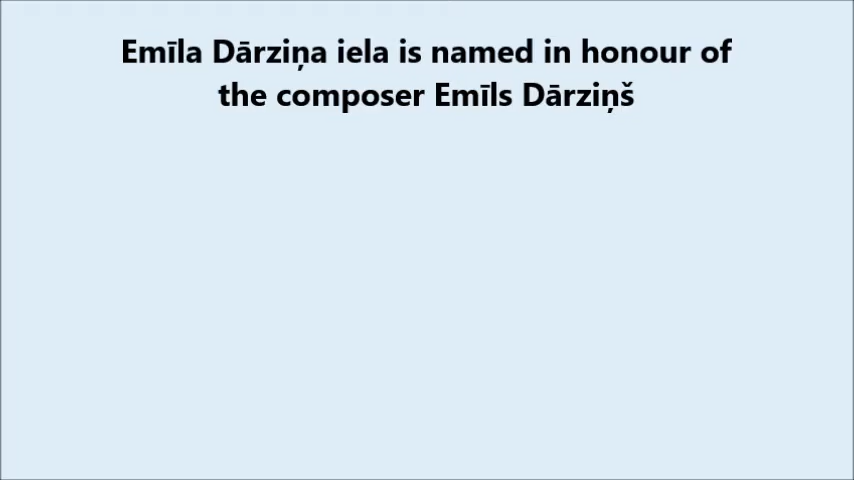 Emīla Dārziņa iela is named in honour of
the composer Emīls Dārziņš